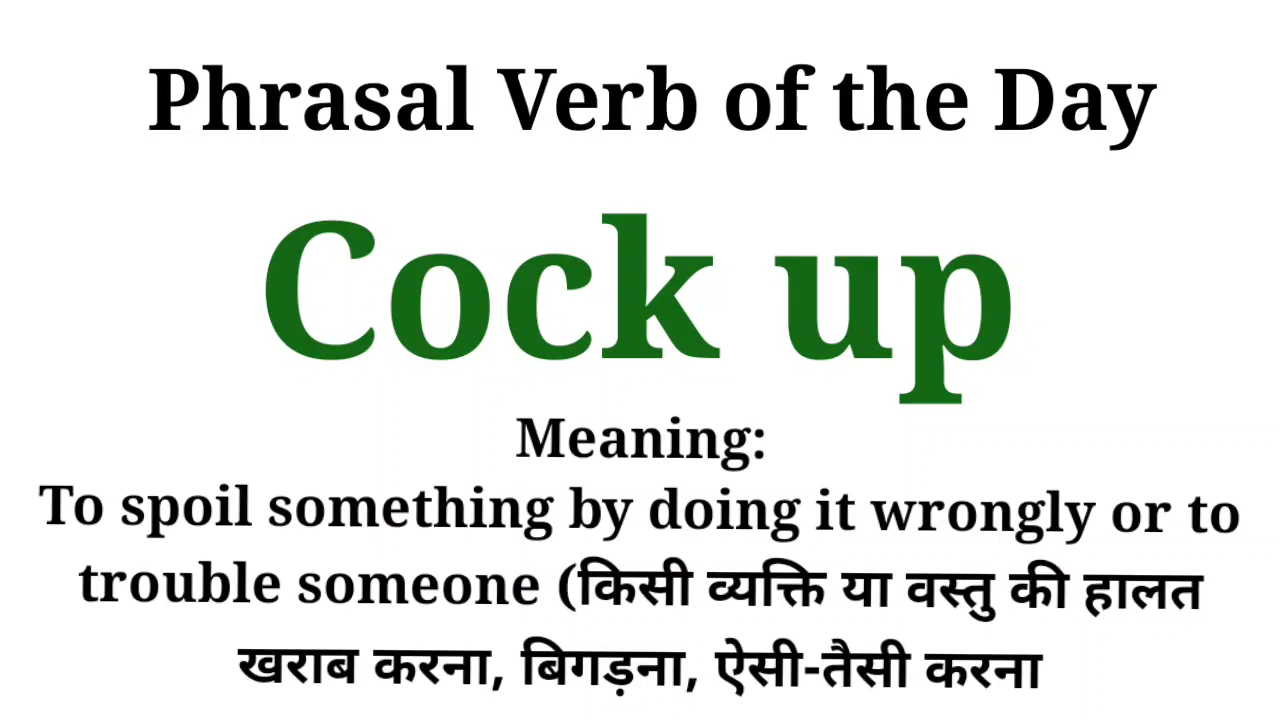 Phrasal Verb of the Day
Cock up
Meaning:
To spoil something by doing it wrongly or to
trouble someone (किसी व्यक्ति या वस्तु की हालत
खराब करना, बिगड़ना, ऐसी-तैसी करना